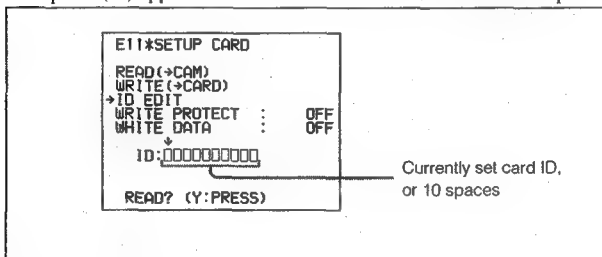 E11*SETUP CARD
READ(→CAM)
WRITE(→CARD)
→ID EDIT
WRITE PROTECT : OFF
WHITE DATA : OFF
ID:▯▯▯▯▯▯▯▯▯▯
Currently set card ID,
or 10 spaces
READ? (Y:PRESS)